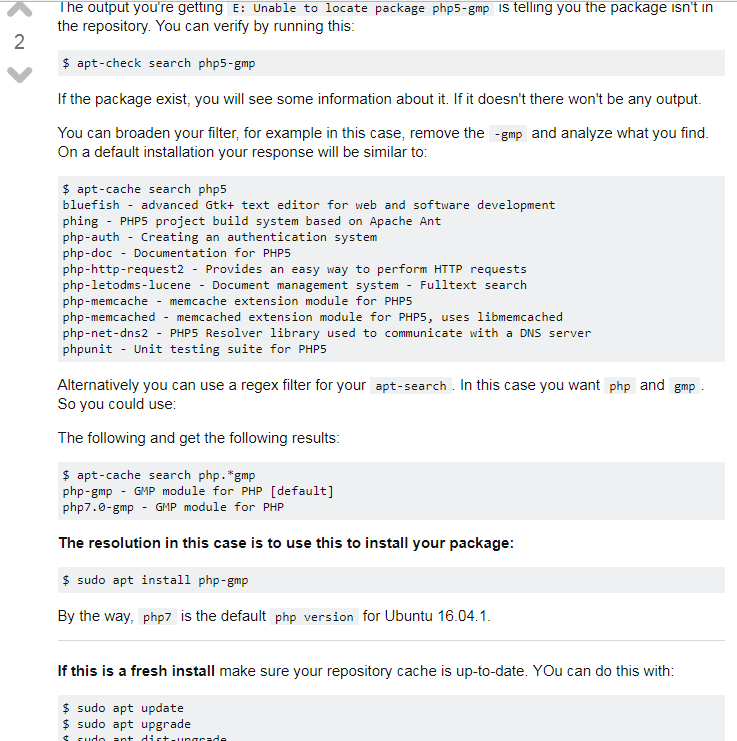 The output you're getting E: Unable to locate package php5-gmp is telling you the package isn't in
the repository. You can verify by running this:
2
$ apt-check search php5-gmp
If the package exist, you will see some information about it. If it doesn't there won't be any output.
You can broaden your filter, for example in this case, remove the -gmp and analyze what you find.
On a default installation your response will be similar to:
$ apt-cache search php5
bluefish - advanced Gtk+ text editor for web and software development
phing - PHP5 project build system based on Apache Ant
php-auth - Creating an authentication system
php-doc - Documentation for PHP5
php-http-request2 - Provides an easy way to perform HTTP requests
php-letodms-lucene - Document management system - Fulltext search
php-memcache - memcache extension module for PHP5
php-memcached - memcached extension module for PHP5, uses libmemcached
php-net-dns2 - PHP5 Resolver library used to communicate with a DNS server
phpunit - Unit testing suite for PHP5
Alternatively you can use a regex filter for your apt-search . In this case you want php and gmp .
So you could use:
The following and get the following results:
$ apt-cache search php.*gmp
php-gmp - GMP module for PHP [default]
php7.0-gmp - GMP module for PHP
The resolution in this case is to use this to install your package:
$ sudo apt install php-gmp
By the way, php7 is the default php version for Ubuntu 16.04.1.
If this is a fresh install make sure your repository cache is up-to-date. YOu can do this with:
$ sudo apt update
$ sudo apt upgrade
$ sudo apt dist-upgrade